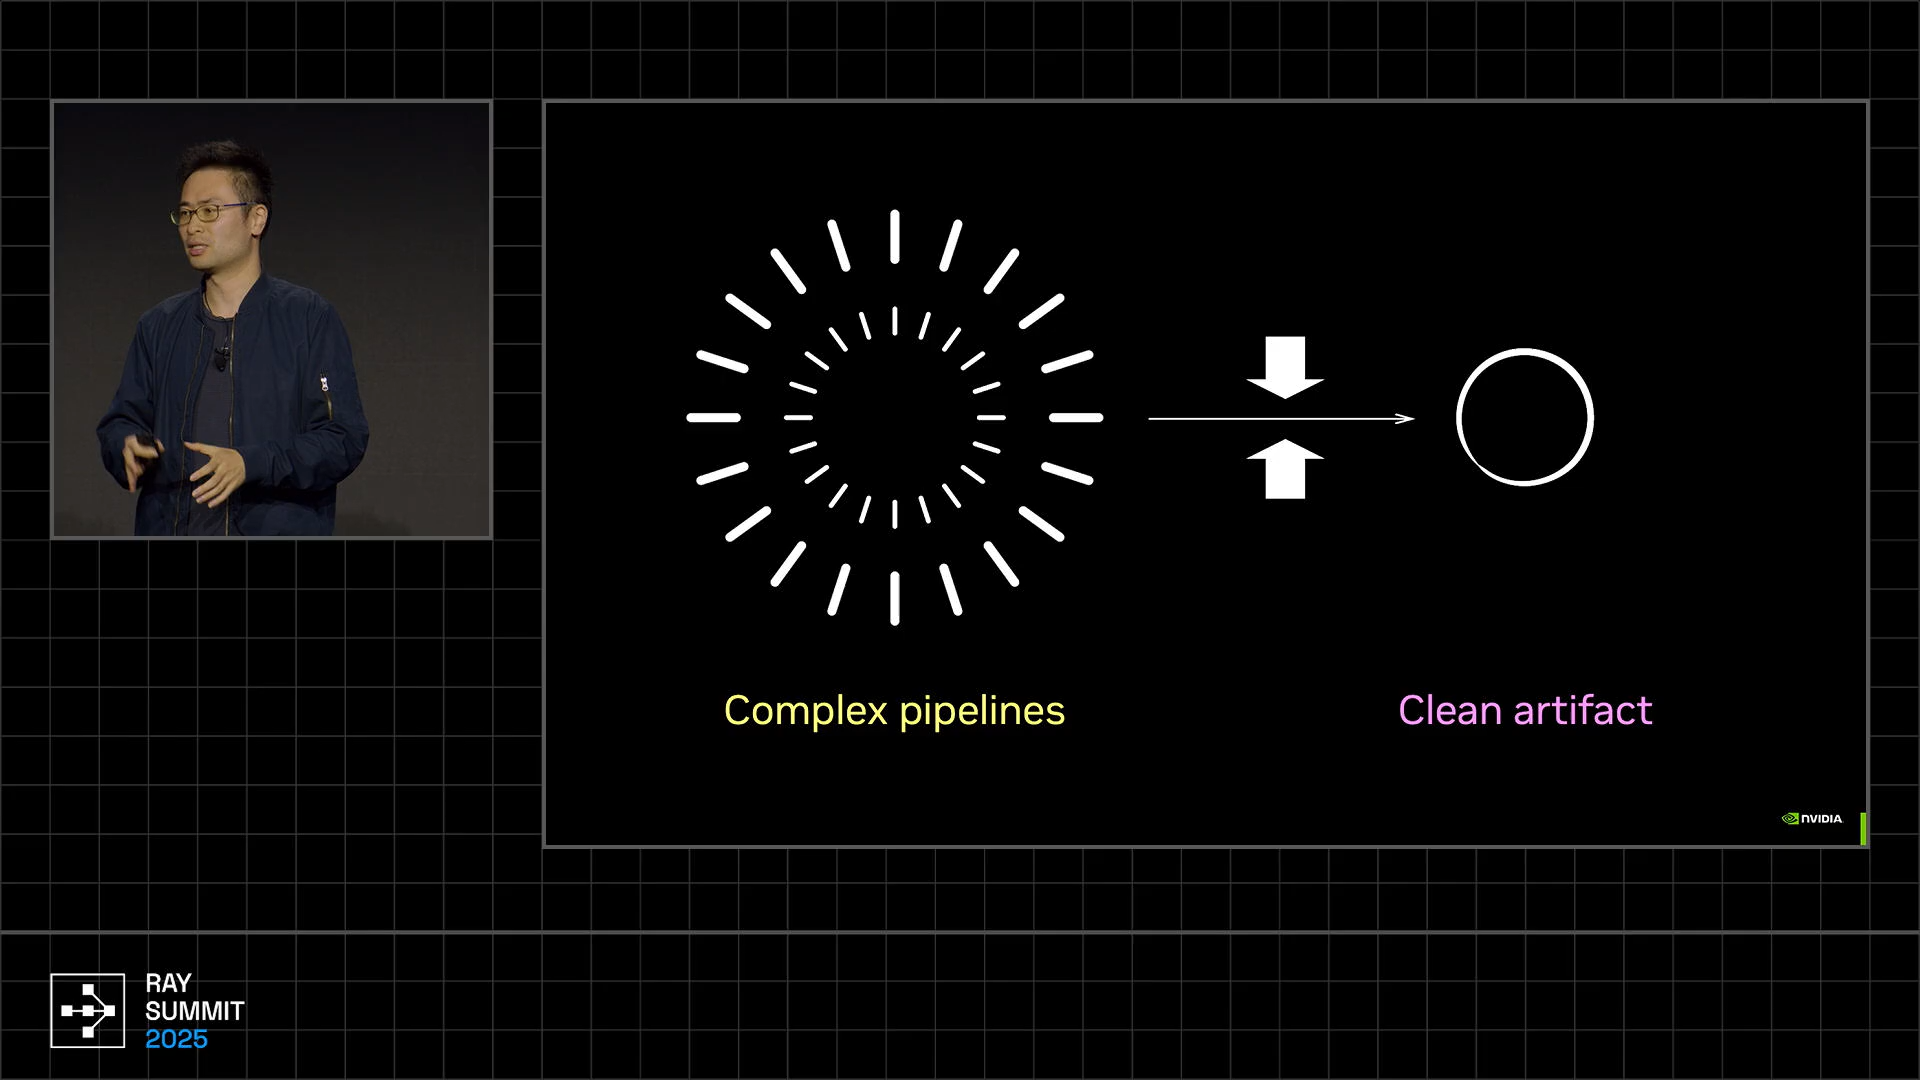 Complex pipelines
Clean artifact
NVIDIA
RAY
SUMMIT
2025